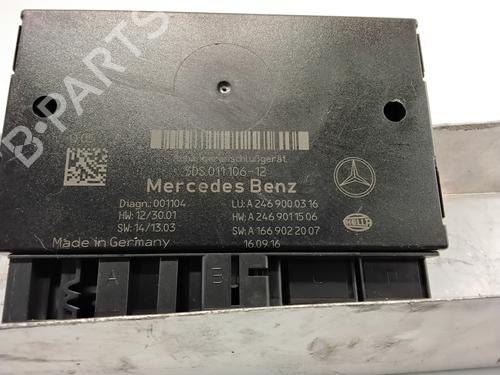 B-PARTS
Anhängeranschlußgerät
5DS.011 106-12
Mercedes Benz
Diagn.: 001104
HW: 12/30.01
SW: 14/13.03
Made in Germany
LU: A 246 900 03 16
HW: A 246 901 15 06
SW: A 166 902 20 07
16.09.16
HELLA
A
B
C